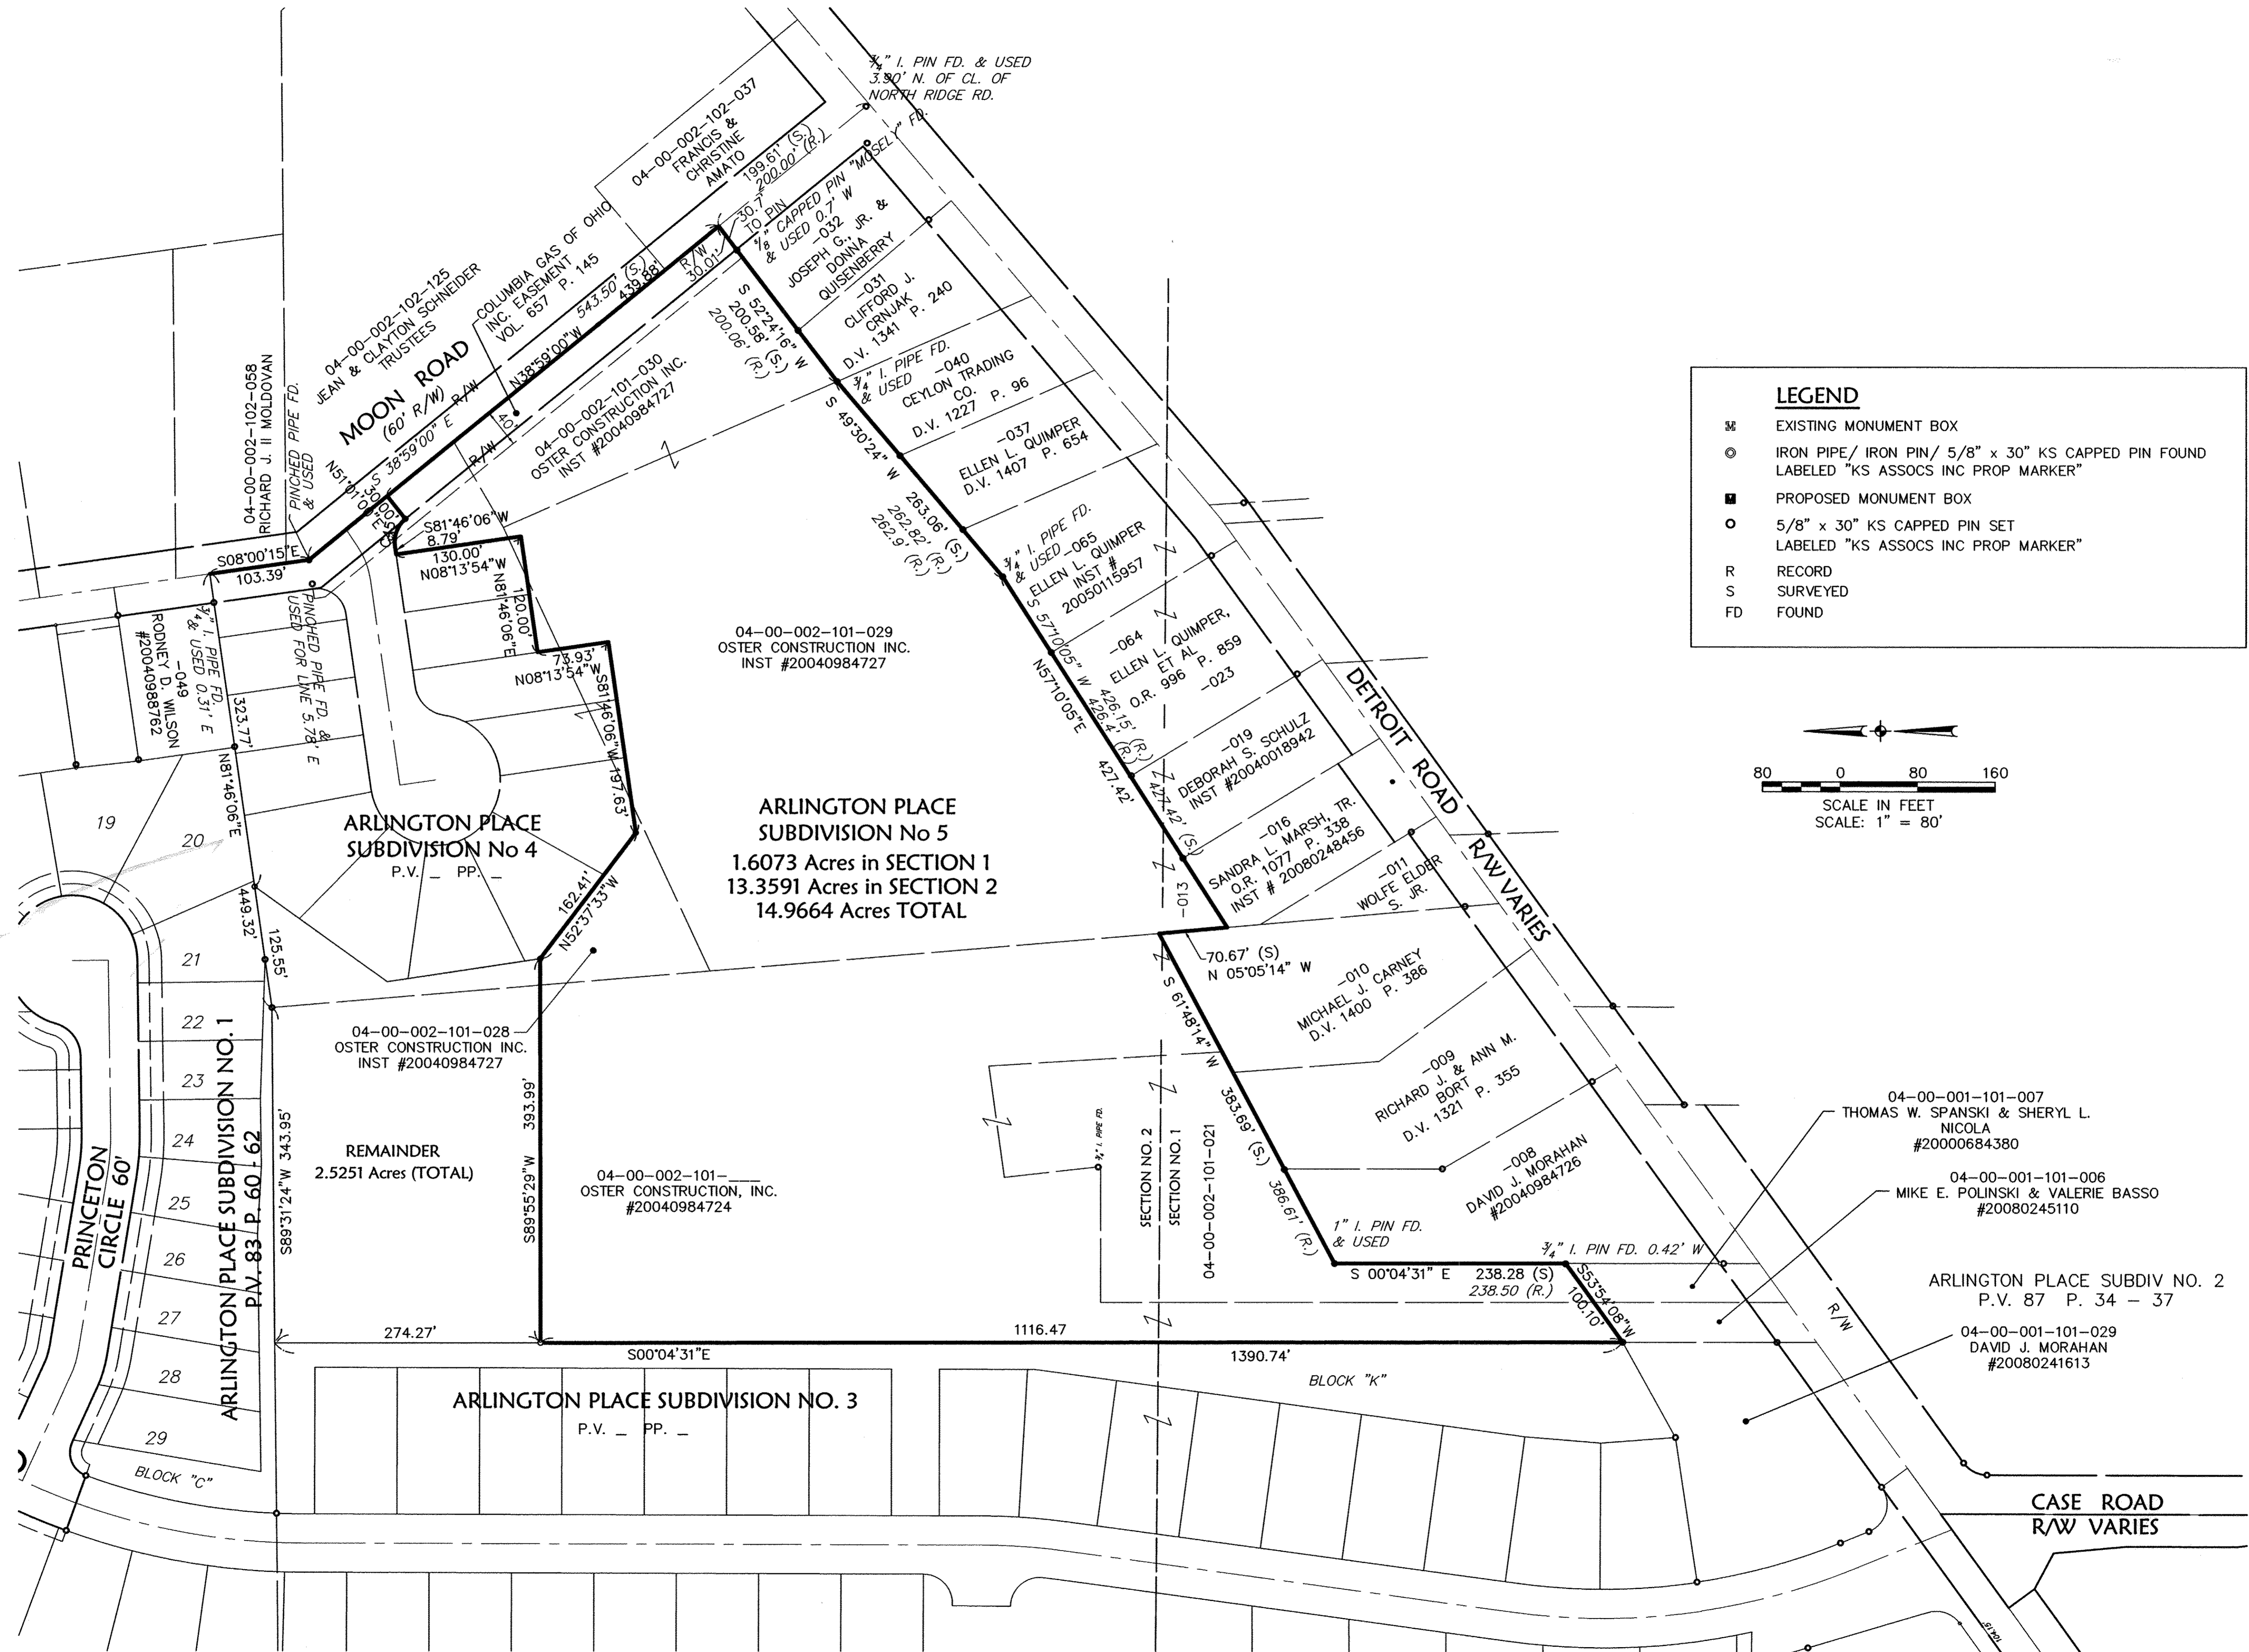 ¾" I. PIN FD. & USED
3.90' N. OF CL. OF
NORTH RIDGE RD.
04-00-002-102-037
FRANCIS &
CHRISTINE
AMATO
199.61' (S.)
200.00' (R.)
30.7'
TO PIN
5/8" CAPPED PIN "MOSELY" FD.
& USED 0.7' W
-032
JOSEPH G., JR. &
DONNA
QUISENBERRY
-031
CLIFFORD J.
CRNJAK
D.V. 1341 P. 240
¾" I. PIPE FD.
& USED
-040
CEYLON TRADING
CO.
D.V. 1227 P. 96
-037
ELLEN L. QUIMPER
D.V. 1407 P. 654
¾" I. PIPE FD.
& USED
-065
ELLEN L. QUIMPER
INST #
20050115957
-064
ELLEN L. QUIMPER,
ET AL
O.R. 996 P. 859
-023
-019
DEBORAH S. SCHULZ
INST #20040018942
-016
SANDRA L. MARSH, TR.
O.R. 1077 P. 338
INST # 20080248456
-013
-011
WOLFE ELDER
S. JR.
-010
MICHAEL J. CARNEY
D.V. 1400 P. 386
-009
RICHARD J. & ANN M.
BORT
D.V. 1321 P. 355
-008
DAVID J. MORAHAN
#20040984726
DETROIT ROAD
R/W VARIES
R/W
04-00-002-102-058
RICHARD J. II MOLDOVAN
PINCHED PIPE FD.
& USED
04-00-002-102-125
JEAN & CLAYTON SCHNEIDER
TRUSTEES
MOON ROAD
(60' R/W)
COLUMBIA GAS OF OHIO
INC. EASEMENT
VOL. 657 P. 145
S 38°59'00" E R/W
543.50' (S.)
N38°59'00"W
439.88'
R/W
30.01'
40'
R/W
N51°01'00"E
30.00'
S08°00'15"E
103.39'
04-00-002-101-030
OSTER CONSTRUCTION INC.
INST #20040984727
S 52°24'16" W
200.58' (S.)
200.06' (R.)
S 49°30'24" W 263.06' (S.)
262.82' (R.)
262.9' (R.)
S 57°10'05" W
426.15' (R.)
426.4' (R.)
427.42' (S.)
N57°10'05"E
427.42'
S81°46'06"W
8.79'
130.00'
N08°13'54"W
120.00'
N81°46'06"E
73.93'
N08°13'54"W
S81°46'06"W 197.63'
162.41'
N52°37'33"W
-049
RODNEY D. WILSON
#20040988762
¾" I. PIPE FD.
& USED 0.31' E
PINCHED PIPE FD. &
USED FOR LINE 5.78' E
323.77'
N81°46'06"E
449.32'
125.55'
04-00-002-101-029
OSTER CONSTRUCTION INC.
INST #20040984727
ARLINGTON PLACE
SUBDIVISION No 4
P.V. _ PP. _
ARLINGTON PLACE
SUBDIVISION No 5
1.6073 Acres in SECTION 1
13.3591 Acres in SECTION 2
14.9664 Acres TOTAL
70.67' (S)
N 05°05'14" W
S 61°48'14" W 383.69' (S.)
386.61' (R.)
1" I. PIN FD.
& USED
¾" I. PIN FD. 0.42' W
S 00°04'31" E 238.28 (S)
238.50 (R.)
S53°54'08"W
100.10'
04-00-002-101-028
OSTER CONSTRUCTION INC.
INST #20040984727
S89°55'29"W 393.99'
REMAINDER
2.5251 Acres (TOTAL)
S89°31'24"W 343.95'
04-00-002-101-___
OSTER CONSTRUCTION, INC.
#20040984724
¾" I. PIPE FD.
SECTION NO. 2
SECTION NO. 1
04-00-002-101-021
274.27'
1116.47
S00°04'31"E
1390.74'
BLOCK "K"
ARLINGTON PLACE SUBDIVISION NO. 3
P.V. _ PP. _
ARLINGTON PLACE SUBDIVISION NO. 1
P.V. 83 P. 60-62
PRINCETON
CIRCLE 60'
19
20
21
22
23
24
25
26
27
28
29
BLOCK "C"
LEGEND
EXISTING MONUMENT BOX
IRON PIPE/ IRON PIN/ 5/8" x 30" KS CAPPED PIN FOUND
LABELED "KS ASSOCS INC PROP MARKER"
PROPOSED MONUMENT BOX
5/8" x 30" KS CAPPED PIN SET
LABELED "KS ASSOCS INC PROP MARKER"
R RECORD
S SURVEYED
FD FOUND
80 0 80 160
SCALE IN FEET
SCALE: 1" = 80'
04-00-001-101-007
THOMAS W. SPANSKI & SHERYL L.
NICOLA
#20000684380
04-00-001-101-006
MIKE E. POLINSKI & VALERIE BASSO
#20080245110
ARLINGTON PLACE SUBDIV NO. 2
P.V. 87 P. 34 - 37
04-00-001-101-029
DAVID J. MORAHAN
#20080241613
CASE ROAD
R/W VARIES
104.15'